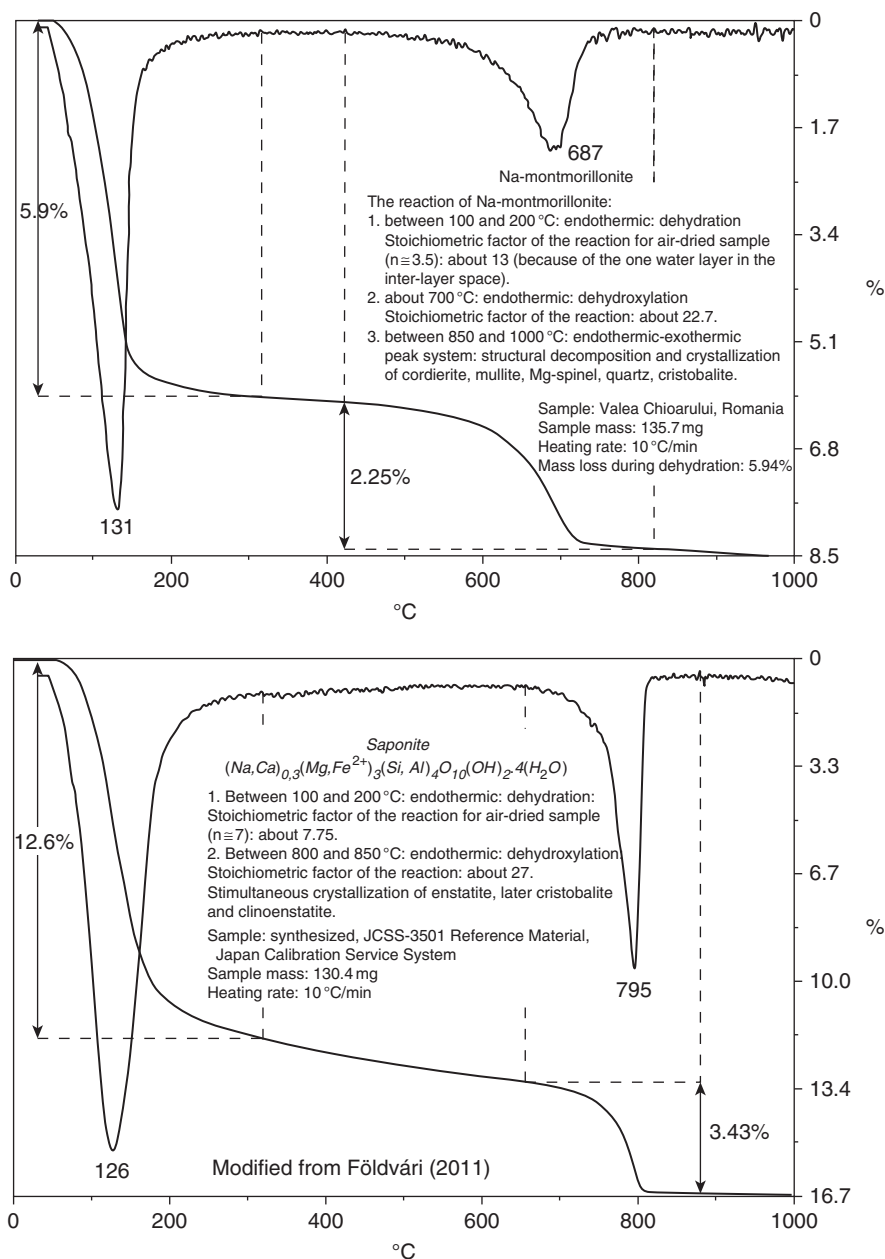 0
1.7
3.4
5.1
6.8
8.5
%
5.9%
131
2.25%
687
Na-montmorillonite
The reaction of Na-montmorillonite:
1. between 100 and 200 °C: endothermic: dehydration
Stoichiometric factor of the reaction for air-dried sample
(n≅3.5): about 13 (because of the one water layer in the
inter-layer space).
2. about 700 °C: endothermic: dehydroxylation
Stoichiometric factor of the reaction: about 22.7.
3. between 850 and 1000 °C: endothermic-exothermic
peak system: structural decomposition and crystallization
of cordierite, mullite, Mg-spinel, quartz, cristobalite.
Sample: Valea Chioarului, Romania
Sample mass: 135.7 mg
Heating rate: 10 °C/min
Mass loss during dehydration: 5.94%
0 200 400 600 800 1000
°C
0
3.3
6.7
10.0
13.4
16.7
%
12.6%
126
Saponite
(Na,Ca)0,3(Mg,Fe2+)3(Si, Al)4O10(OH)2.4(H2O)
1. Between 100 and 200 °C: endothermic: dehydration:
Stoichiometric factor of the reaction for air-dried sample
(n≅7): about 7.75.
2. Between 800 and 850 °C: endothermic: dehydroxylation:
Stoichiometric factor of the reaction: about 27.
Stimultaneous crystallization of enstatite, later cristobalite
and clinoenstatite.
Sample: synthesized, JCSS-3501 Reference Material,
Japan Calibration Service System
Sample mass: 130.4 mg
Heating rate: 10 °C/min
795
3.43%
Modified from Földvári (2011)
0 200 400 600 800 1000
°C